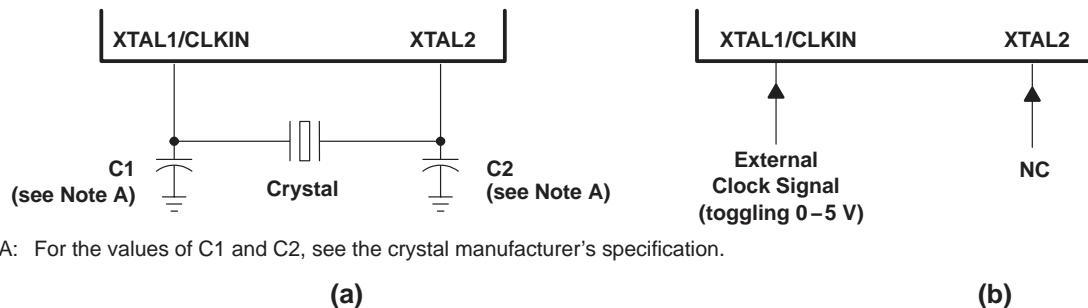 XTAL1/CLKIN XTAL2
C1
(see Note A)
Crystal
C2
(see Note A)
A: For the values of C1 and C2, see the crystal manufacturer’s specification.
(a)
XTAL1/CLKIN XTAL2
External
Clock Signal
(toggling 0–5 V)
NC
(b)